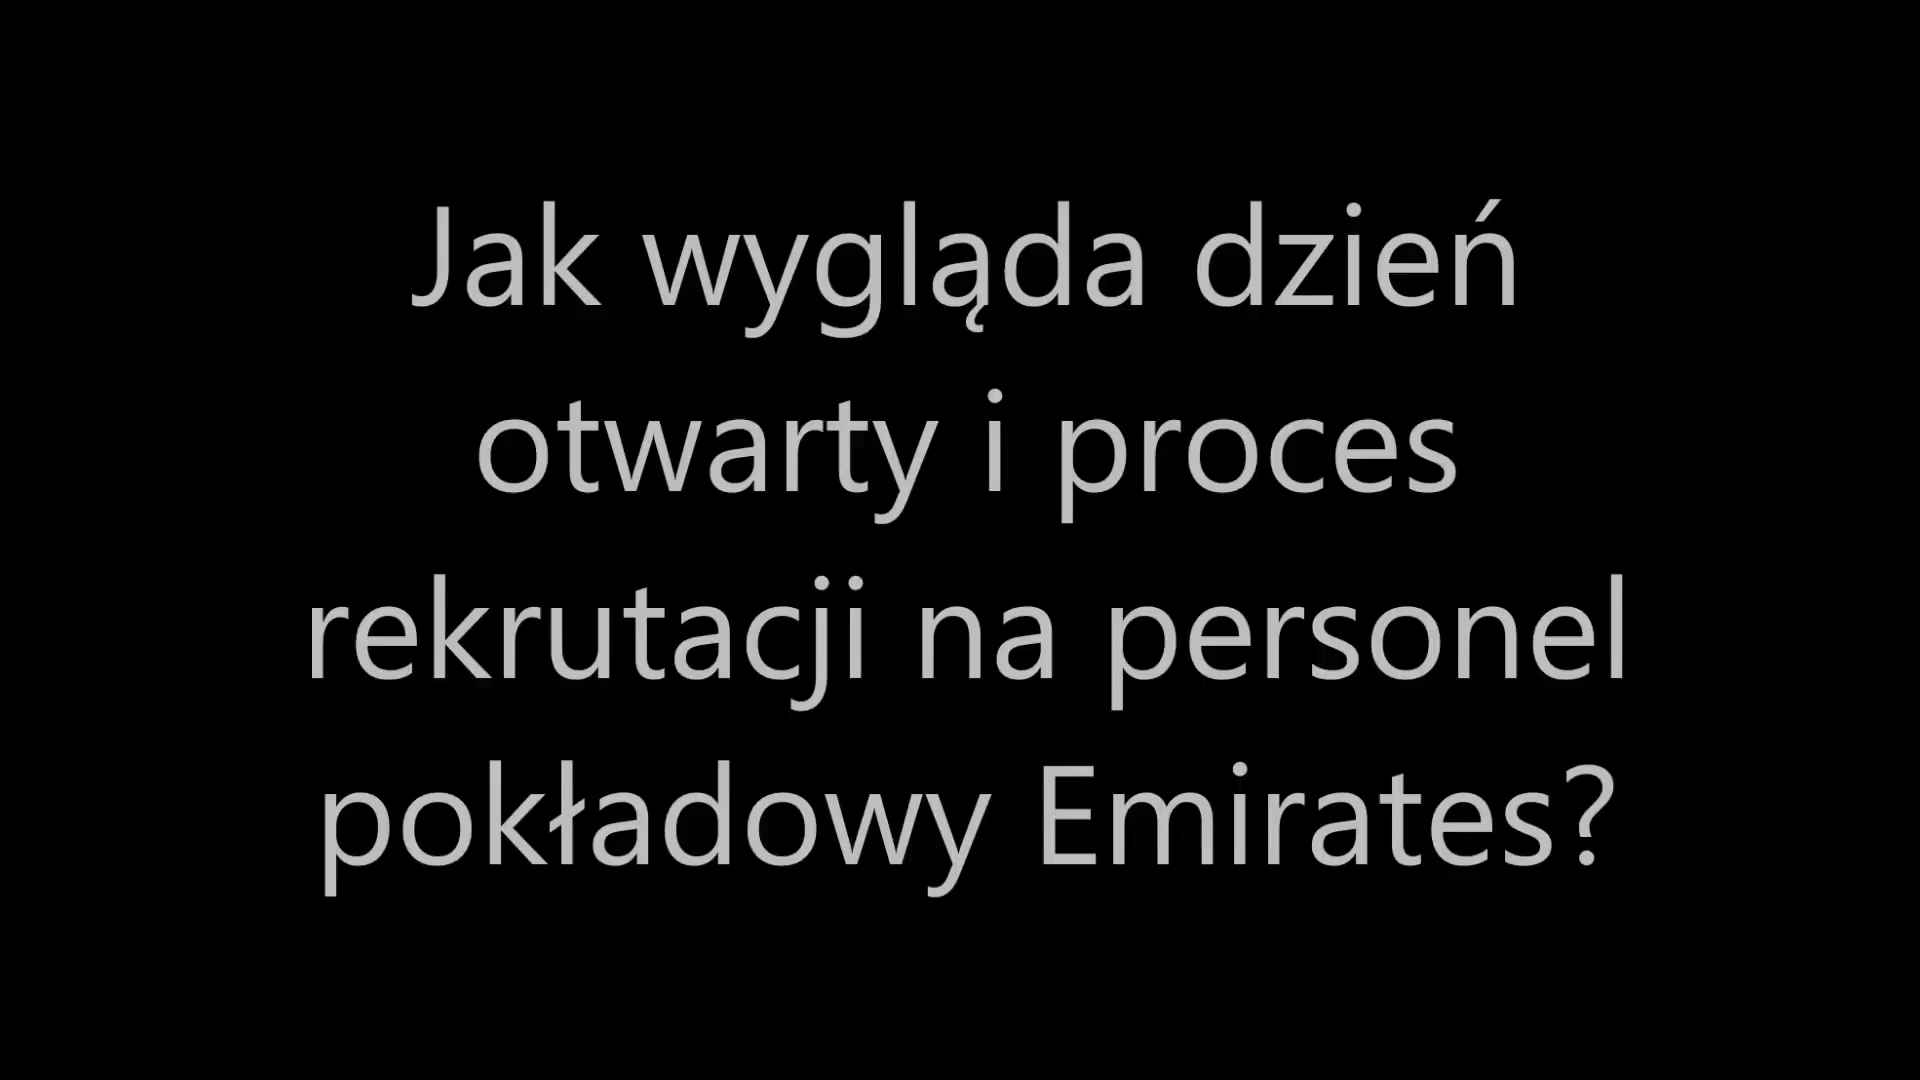 Jak wygląda dzień
otwarty i proces
rekrutacji na personel
pokładowy Emirates?